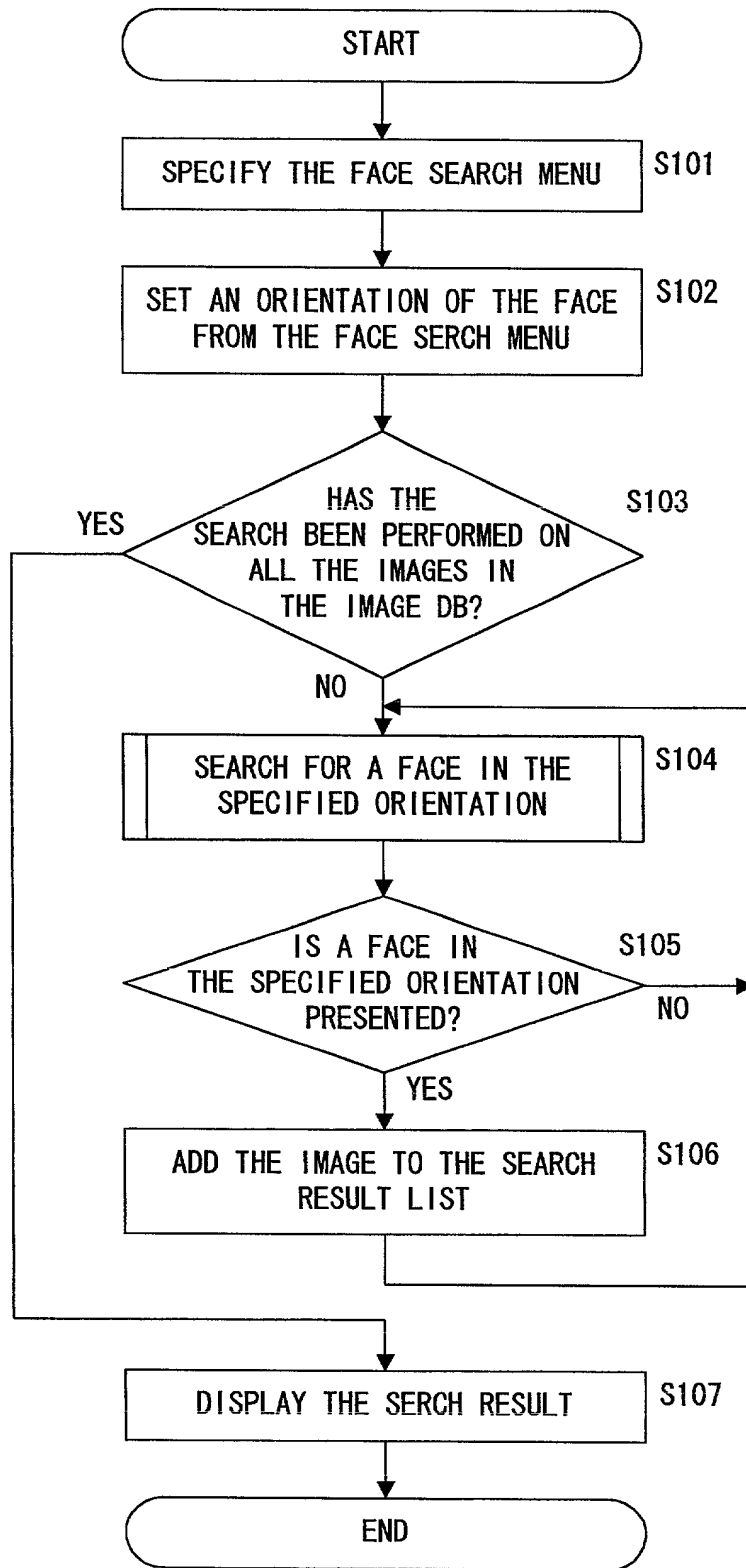 START
SPECIFY THE FACE SEARCH MENU
S101
SET AN ORIENTATION OF THE FACE
FROM THE FACE SERCH MENU
S102
HAS THE
SEARCH BEEN PERFORMED ON
ALL THE IMAGES IN
THE IMAGE DB?
S103
YES
NO
SEARCH FOR A FACE IN THE
SPECIFIED ORIENTATION
S104
IS A FACE IN
THE SPECIFIED ORIENTATION
PRESENTED?
S105
NO
YES
ADD THE IMAGE TO THE SEARCH
RESULT LIST
S106
DISPLAY THE SERCH RESULT
S107
END